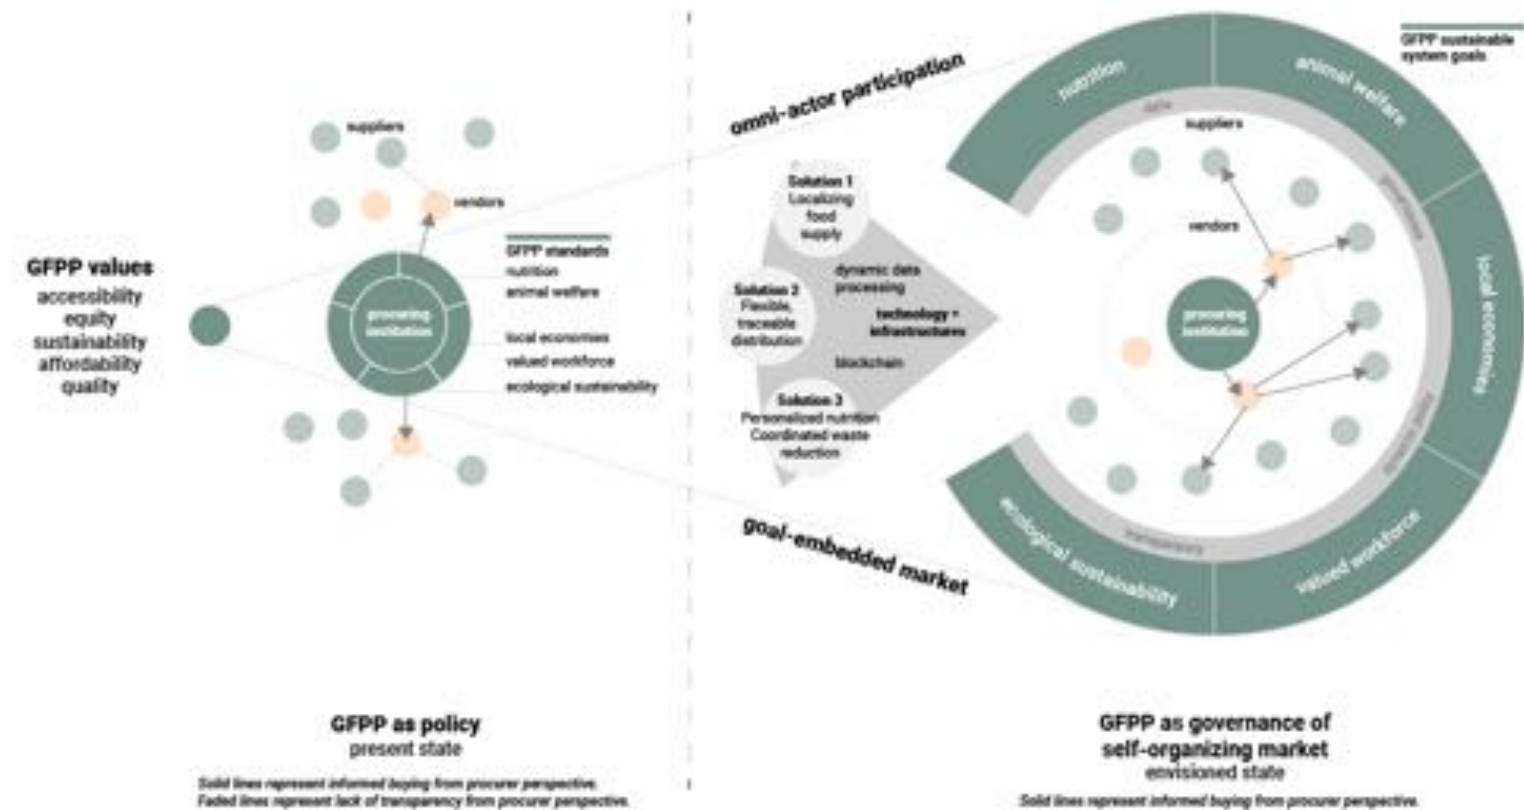 GFPP values
accessibility
equity
sustainability
affordability
quality
suppliers
vendors
procuring
institution
GFPP standards
nutrition
animal welfare
local economies
valued workforce
ecological sustainability
GFPP as policy
present state
Solid lines represent informed buying from procurer perspective.
Faded lines represent lack of transparency from procurer perspective.
omni-actor participation
Solution 1
Localizing
food
supply
Solution 2
Flexible,
traceable
distribution
Solution 3
Personalized nutrition
Coordinated waste
reduction
dynamic data
processing
technology +
infrastructures
blockchain
goal-embedded market
GFPP sustainable
system goals
nutrition
animal welfare
local economies
valued workforce
ecological sustainability
data
suppliers
vendors
procuring
institution
GFPP as governance of
self-organizing market
envisioned state
Solid lines represent informed buying from procurer perspective.